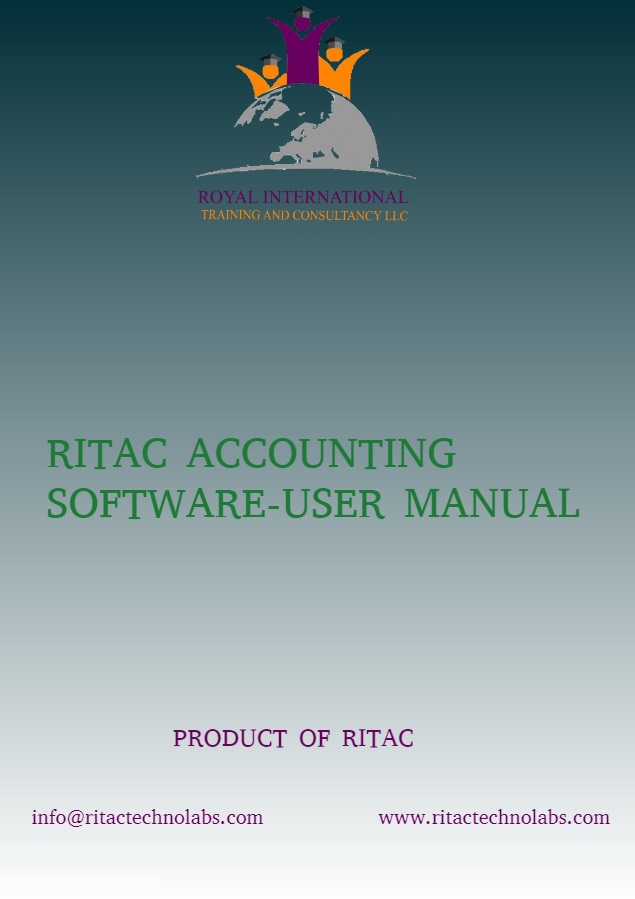 ROYAL INTERNATIONAL
TRAINING AND CONSULTANCY LLC
RITAC ACCOUNTING
SOFTWARE-USER MANUAL
PRODUCT OF RITAC
info@ritactechnolabs.com www.ritactechnolabs.com